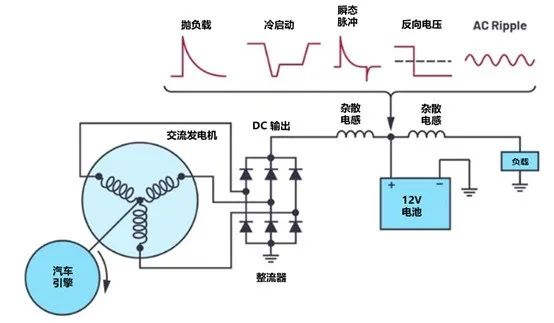 抛负载
冷启动
瞬态
脉冲
反向电压
AC Ripple
杂散
电感
杂散
电感
DC 输出
交流发电机
负载
+
−
12V
电池
汽车
引擎
整流器